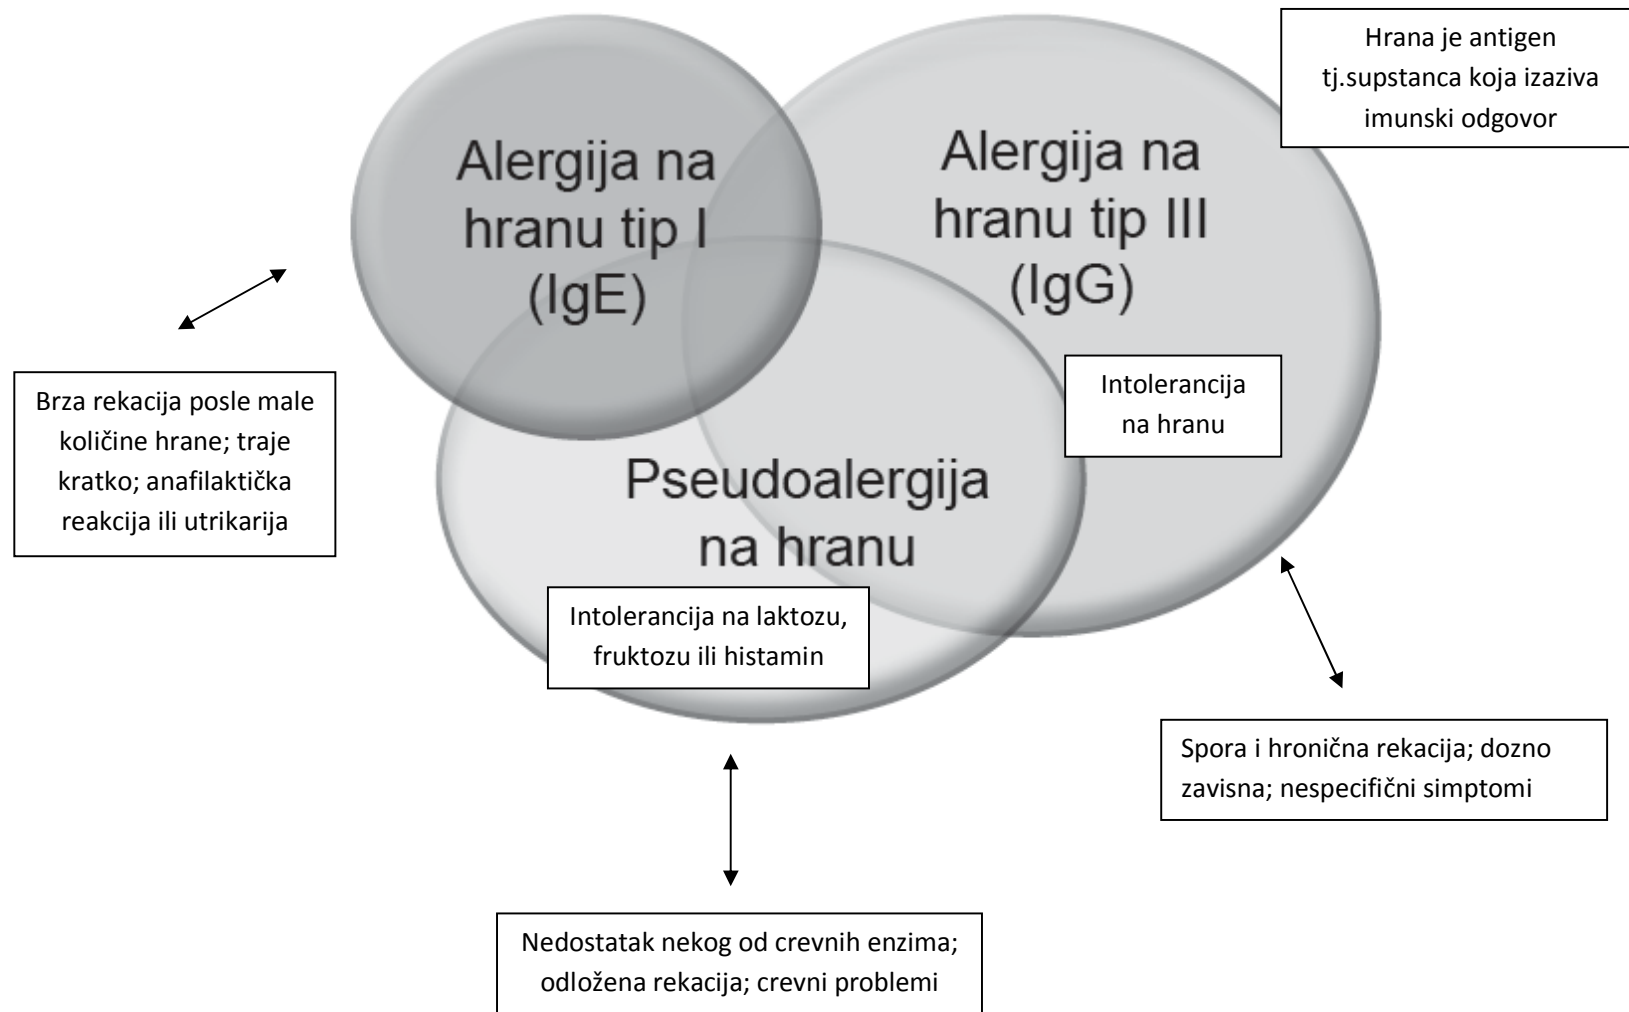 Hrana je antigen
tj.supstanca koja izaziva
imunski odgovor
Alergija na
hranu tip I
(IgE)
Alergija na
hranu tip III
(IgG)
Brza rekacija posle male
količine hrane; traje
kratko; anafilaktička
reakcija ili utrikarija
Intolerancija
na hranu
Pseudoalergija
na hranu
Intolerancija na laktozu,
fruktozu ili histamin
Spora i hronična rekacija; dozno
zavisna; nespecifični simptomi
Nedostatak nekog od crevnih enzima;
odložena rekacija; crevni problemi